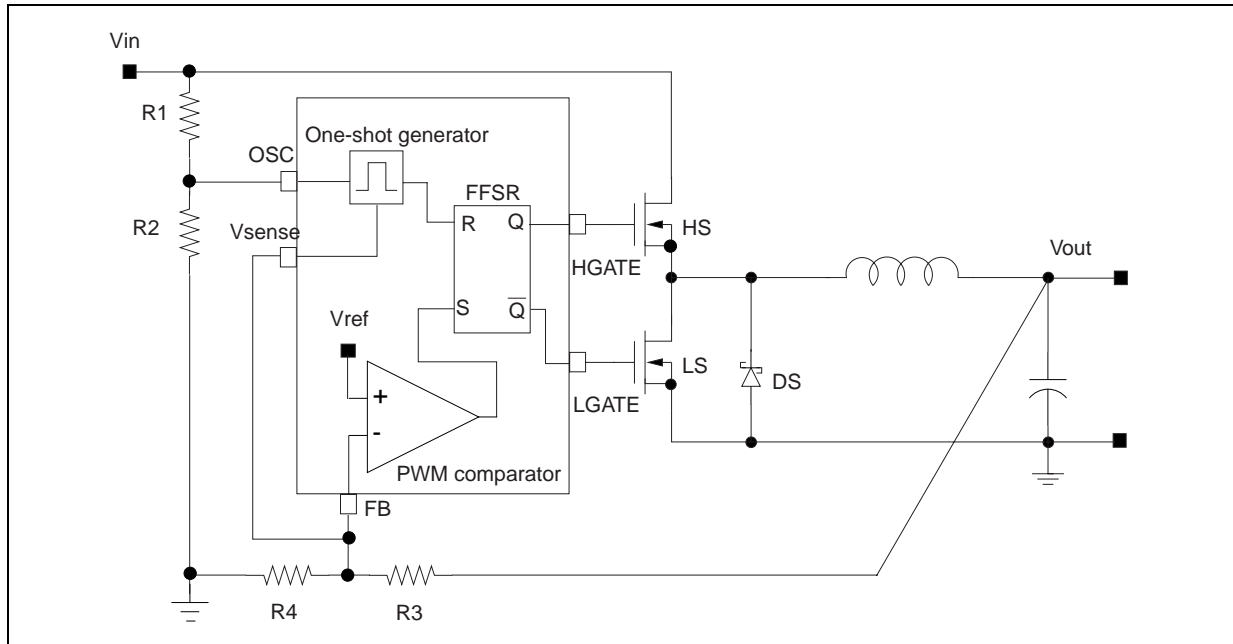 Vin
R1
One-shot generator
OSC
FFSR
R
Q
HS
R2
Vsense
HGATE
Vout
S
Q
Vref
LS
DS
+
-
LGATE
PWM comparator
FB
R4
R3